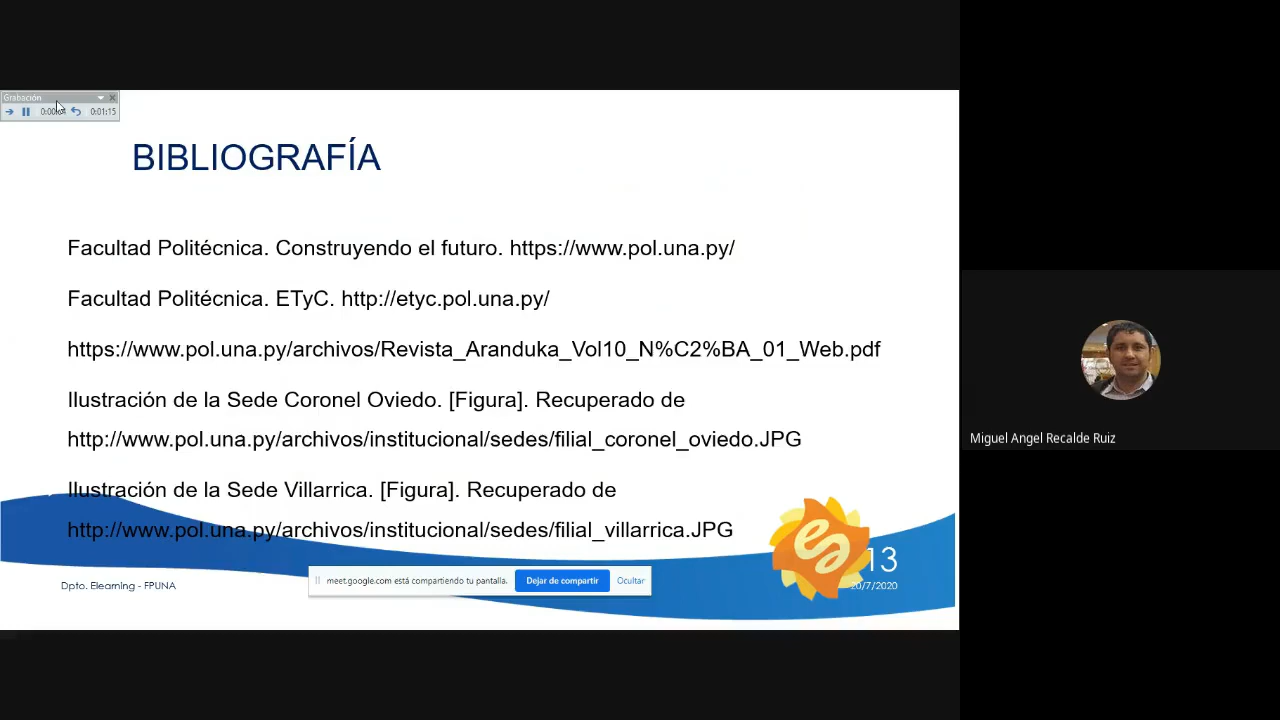 Grabación
0:01:15
BIBLIOGRAFÍA
Facultad Politécnica. Construyendo el futuro. https://www.pol.una.py/
Facultad Politécnica. ETyC. http://etyc.pol.una.py/
https://www.pol.una.py/archivos/Revista_Aranduka_Vol10_N%C2%BA_01_Web.pdf
Ilustración de la Sede Coronel Oviedo. [Figura]. Recuperado de
http://www.pol.una.py/archivos/institucional/sedes/filial_coronel_oviedo.JPG
Ilustración de la Sede Villarrica. [Figura]. Recuperado de
http://www.pol.una.py/archivos/institucional/sedes/filial_villarrica.JPG
13
Dpto. Elearning - FPUNA
meet.google.com está compartiendo tu pantalla. Dejar de compartir Ocultar
20/7/2020
Miguel Angel Recalde Ruiz